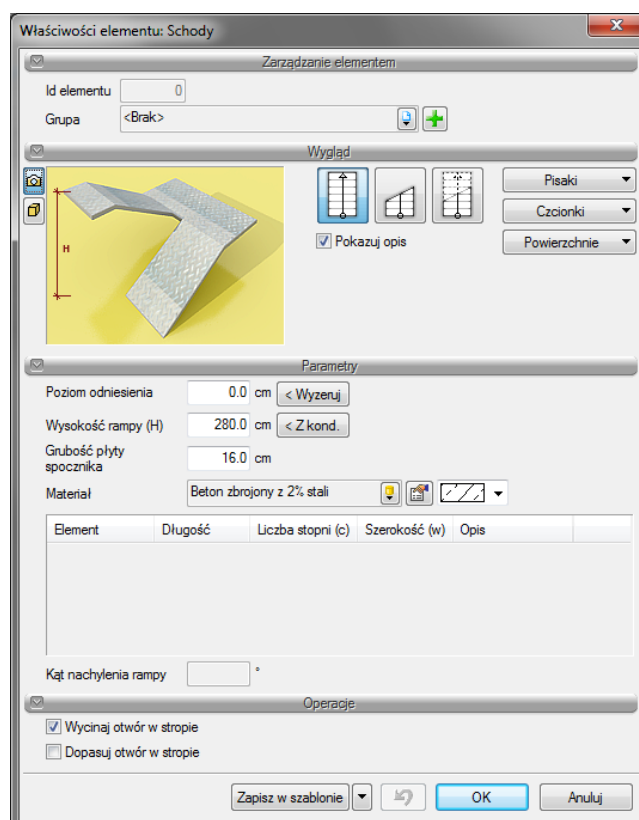 Właściwości elementu: Schody
Zarządzanie elementem
Id elementu 0
Grupa <Brak>
Wygląd
H
Pokazuj opis
Pisaki
Czcionki
Powierzchnie
Parametry
Poziom odniesienia 0.0 cm < Wyzeruj
Wysokość rampy (H) 280.0 cm < Z kond.
Grubość płyty
spocznika 16.0 cm
Materiał Beton zbrojony z 2% stali
Element Długość Liczba stopni (c) Szerokość (w) Opis
Kąt nachylenia rampy °
Operacje
Wycinaj otwór w stropie
Dopasuj otwór w stropie
Zapisz w szablonie OK Anuluj